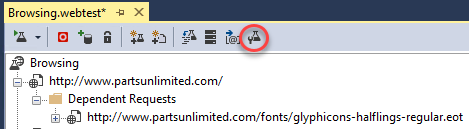 Browsing.webtest*
Browsing
http://www.partsunlimited.com/
Dependent Requests
http://www.partsunlimited.com/fonts/glyphicons-halflings-regular.eot